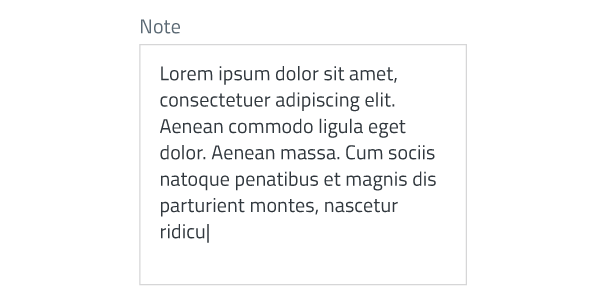 Note
Lorem ipsum dolor sit amet,
consectetuer adipiscing elit.
Aenean commodo ligula eget
dolor. Aenean massa. Cum sociis
natoque penatibus et magnis dis
parturient montes, nascetur
ridicu